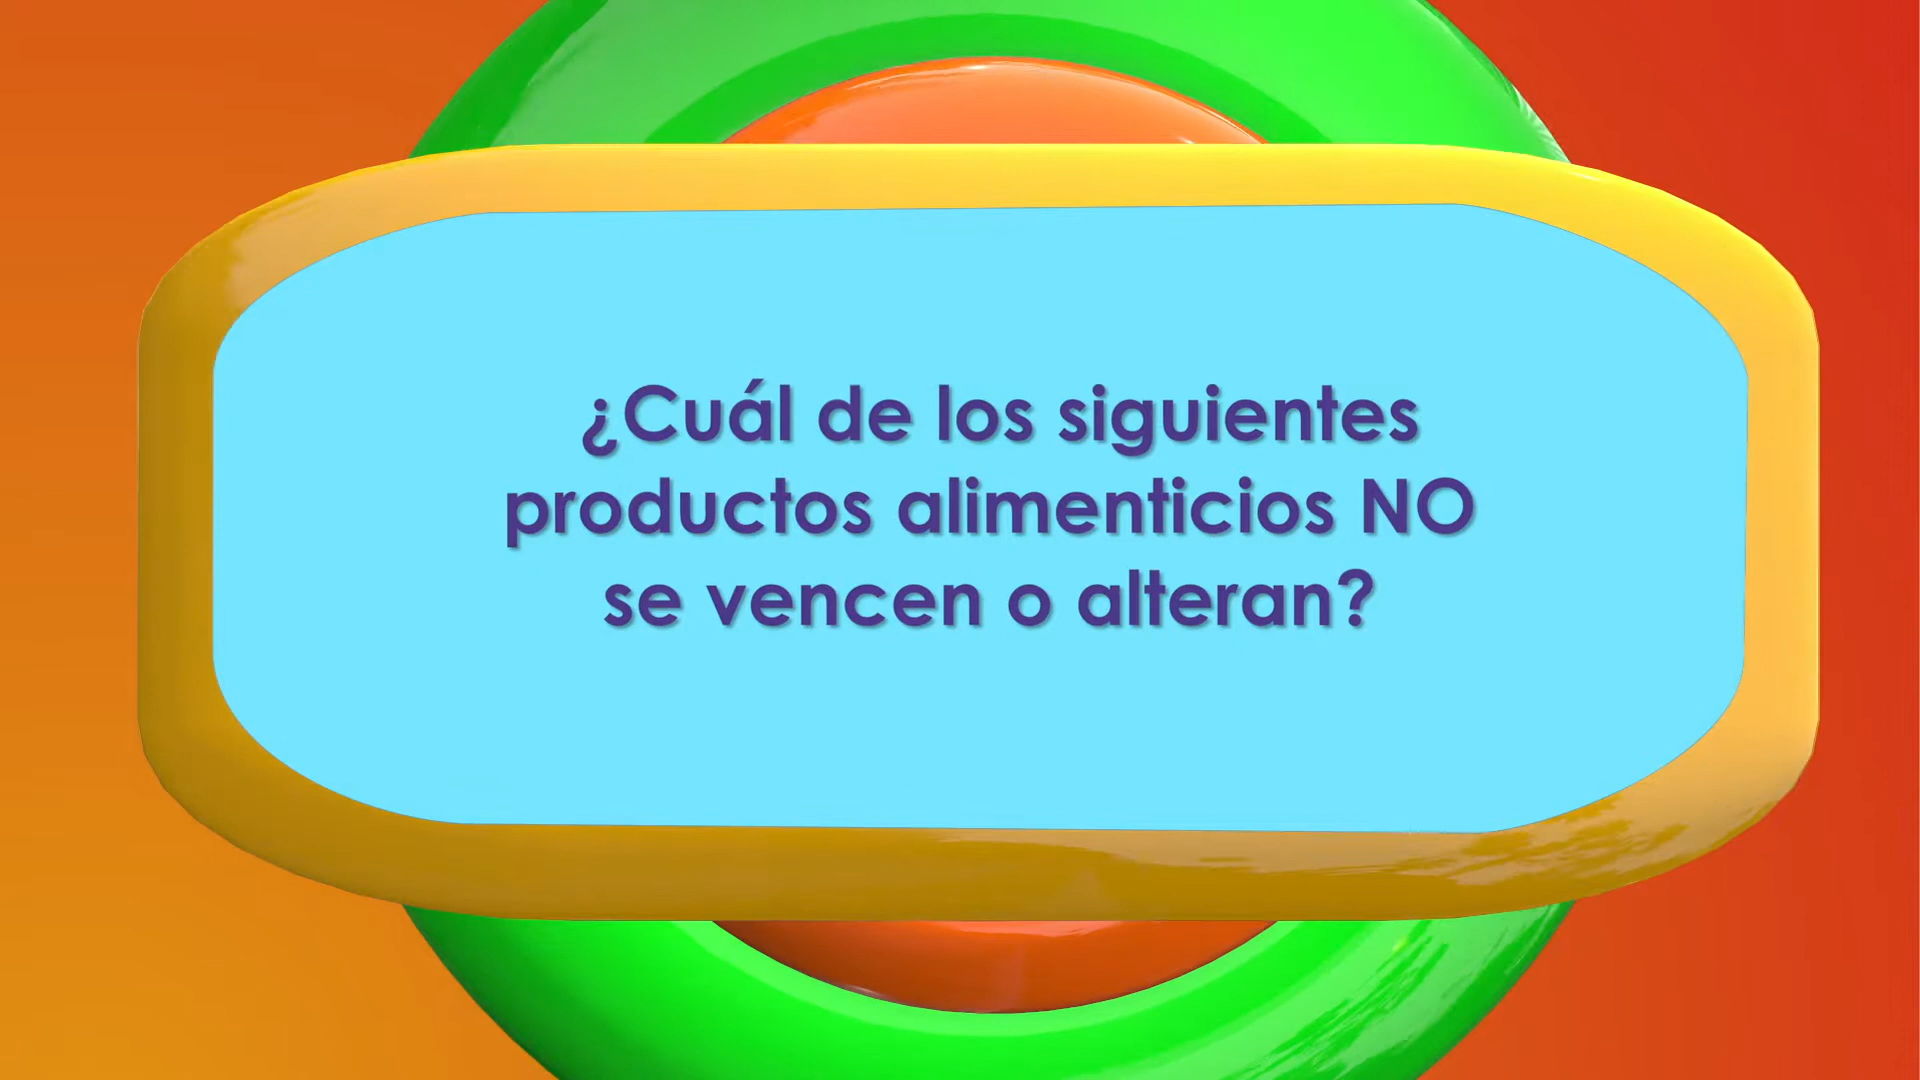 ¿Cuál de los siguientes
productos alimenticios NO
se vencen o alteran?